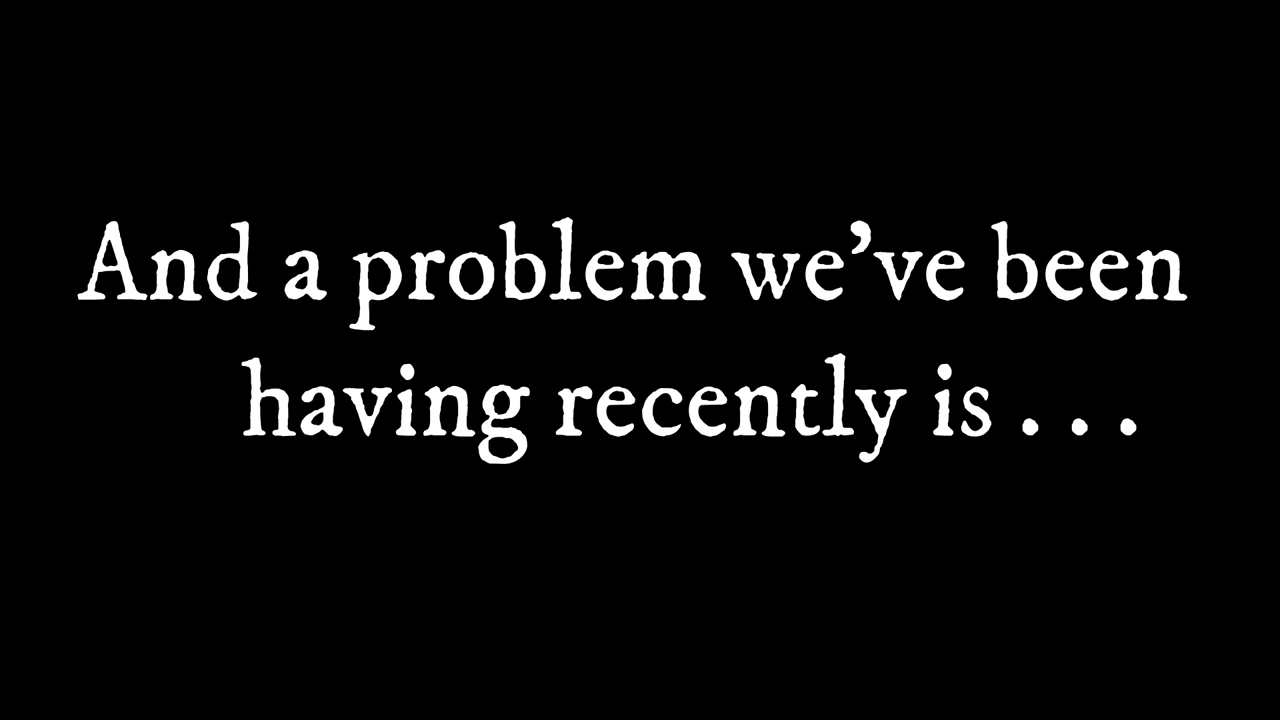 And a problem we’ve been
having recently is . . .